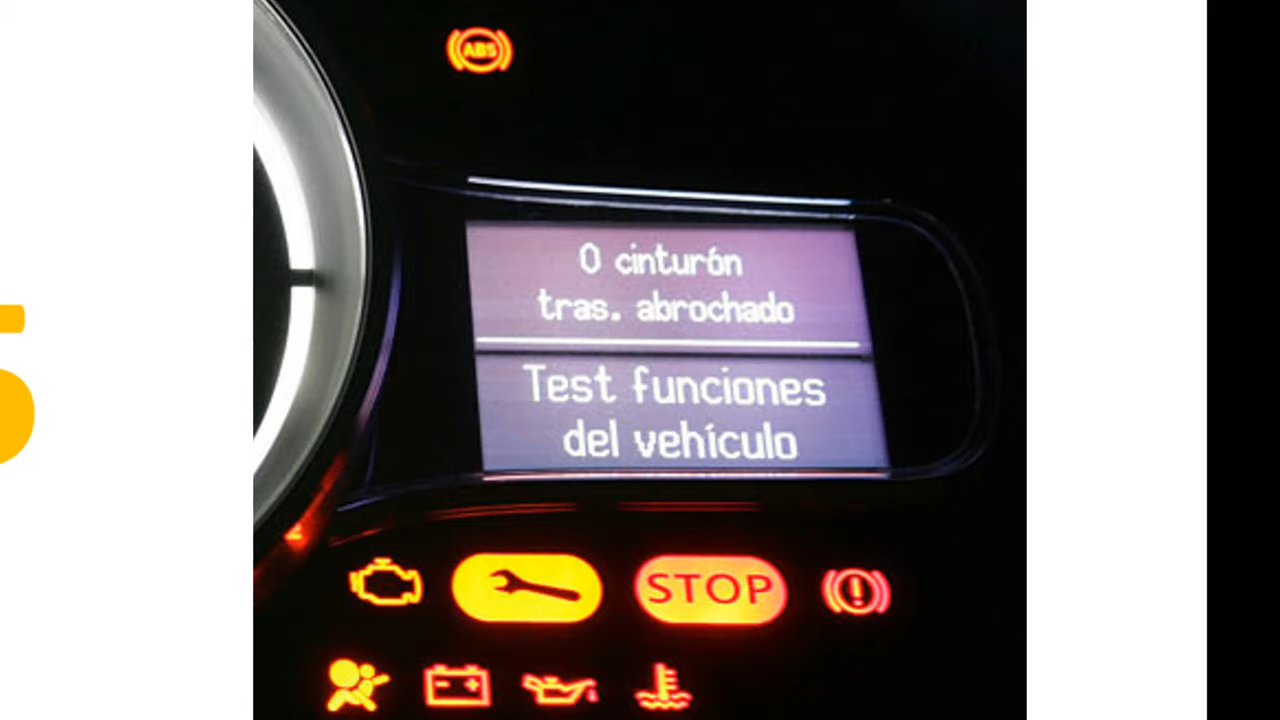 ABS
0 cinturón
tras. abrochado
Test funciones
del vehículo
STOP